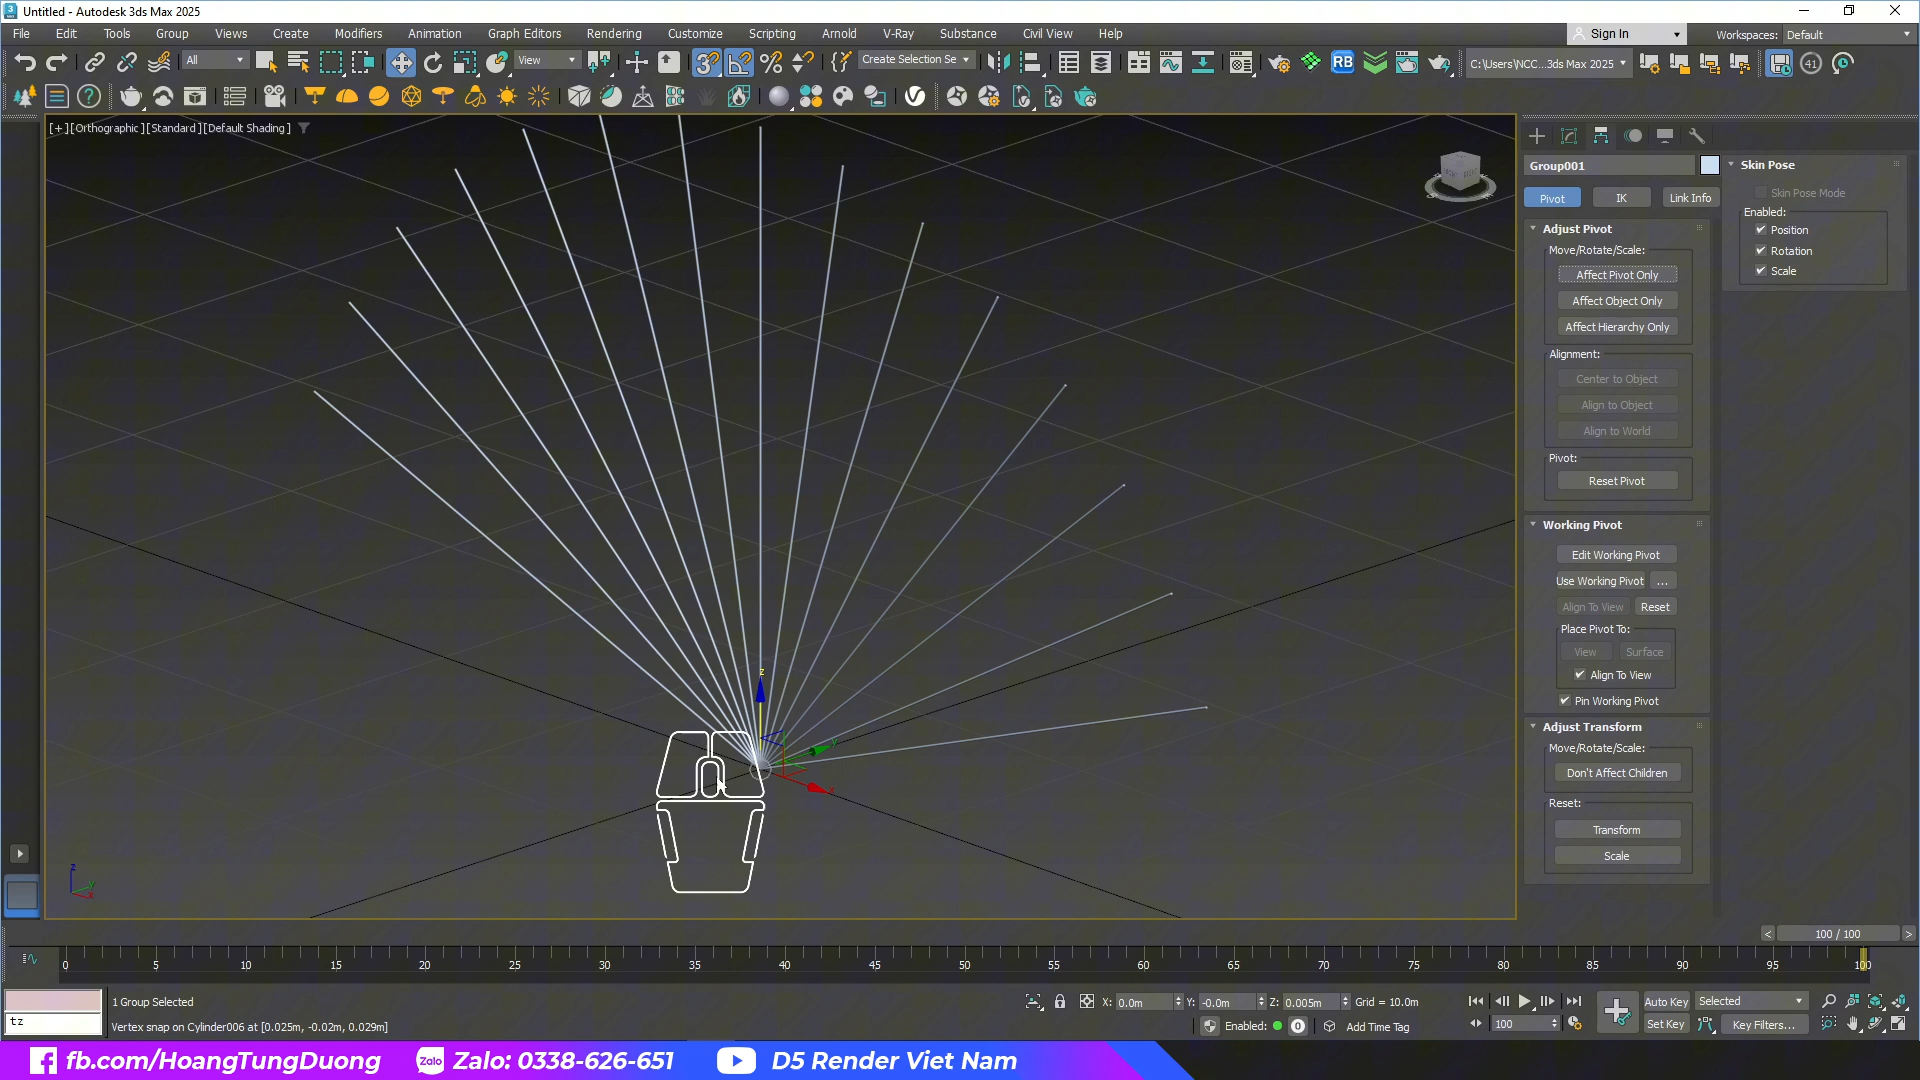 Untitled - Autodesk 3ds Max 2025
File Edit Tools Group Views Create Modifiers Animation Graph Editors Rendering Customize Scripting Arnold V-Ray Substance Civil View Help
Sign In Workspaces: Default
All View Create Selection Se C:\Users\NCC...3ds Max 2025 41
[+][Orthographic][Standard][Default Shading]
Group001
Pivot IK Link Info
Adjust Pivot
Move/Rotate/Scale:
Affect Pivot Only
Affect Object Only
Affect Hierarchy Only
Alignment:
Center to Object
Align to Object
Align to World
Pivot:
Reset Pivot
Working Pivot
Edit Working Pivot
Use Working Pivot ...
Align To View Reset
Place Pivot To:
View Surface
Align To View
Pin Working Pivot
Adjust Transform
Move/Rotate/Scale:
Don't Affect Children
Reset:
Transform
Scale
Skin Pose
Skin Pose Mode
Enabled:
Position
Rotation
Scale
z
x
z
< 100 / 100 >
0 5 10 15 20 25 30 35 40 45 50 55 60 65 70 75 80 85 90 95 100
1 Group Selected X: 0.0m Y: -0.0m Z: 0.005m Grid = 10.0m Auto Key Selected
tz Vertex snap on Cylinder006 at [0.025m, -0.02m, 0.029m] Enabled: 0 Add Time Tag 100 Set Key Key Filters...
fb.com/HoangTungDuong Zalo Zalo: 0338-626-651 D5 Render Viet Nam